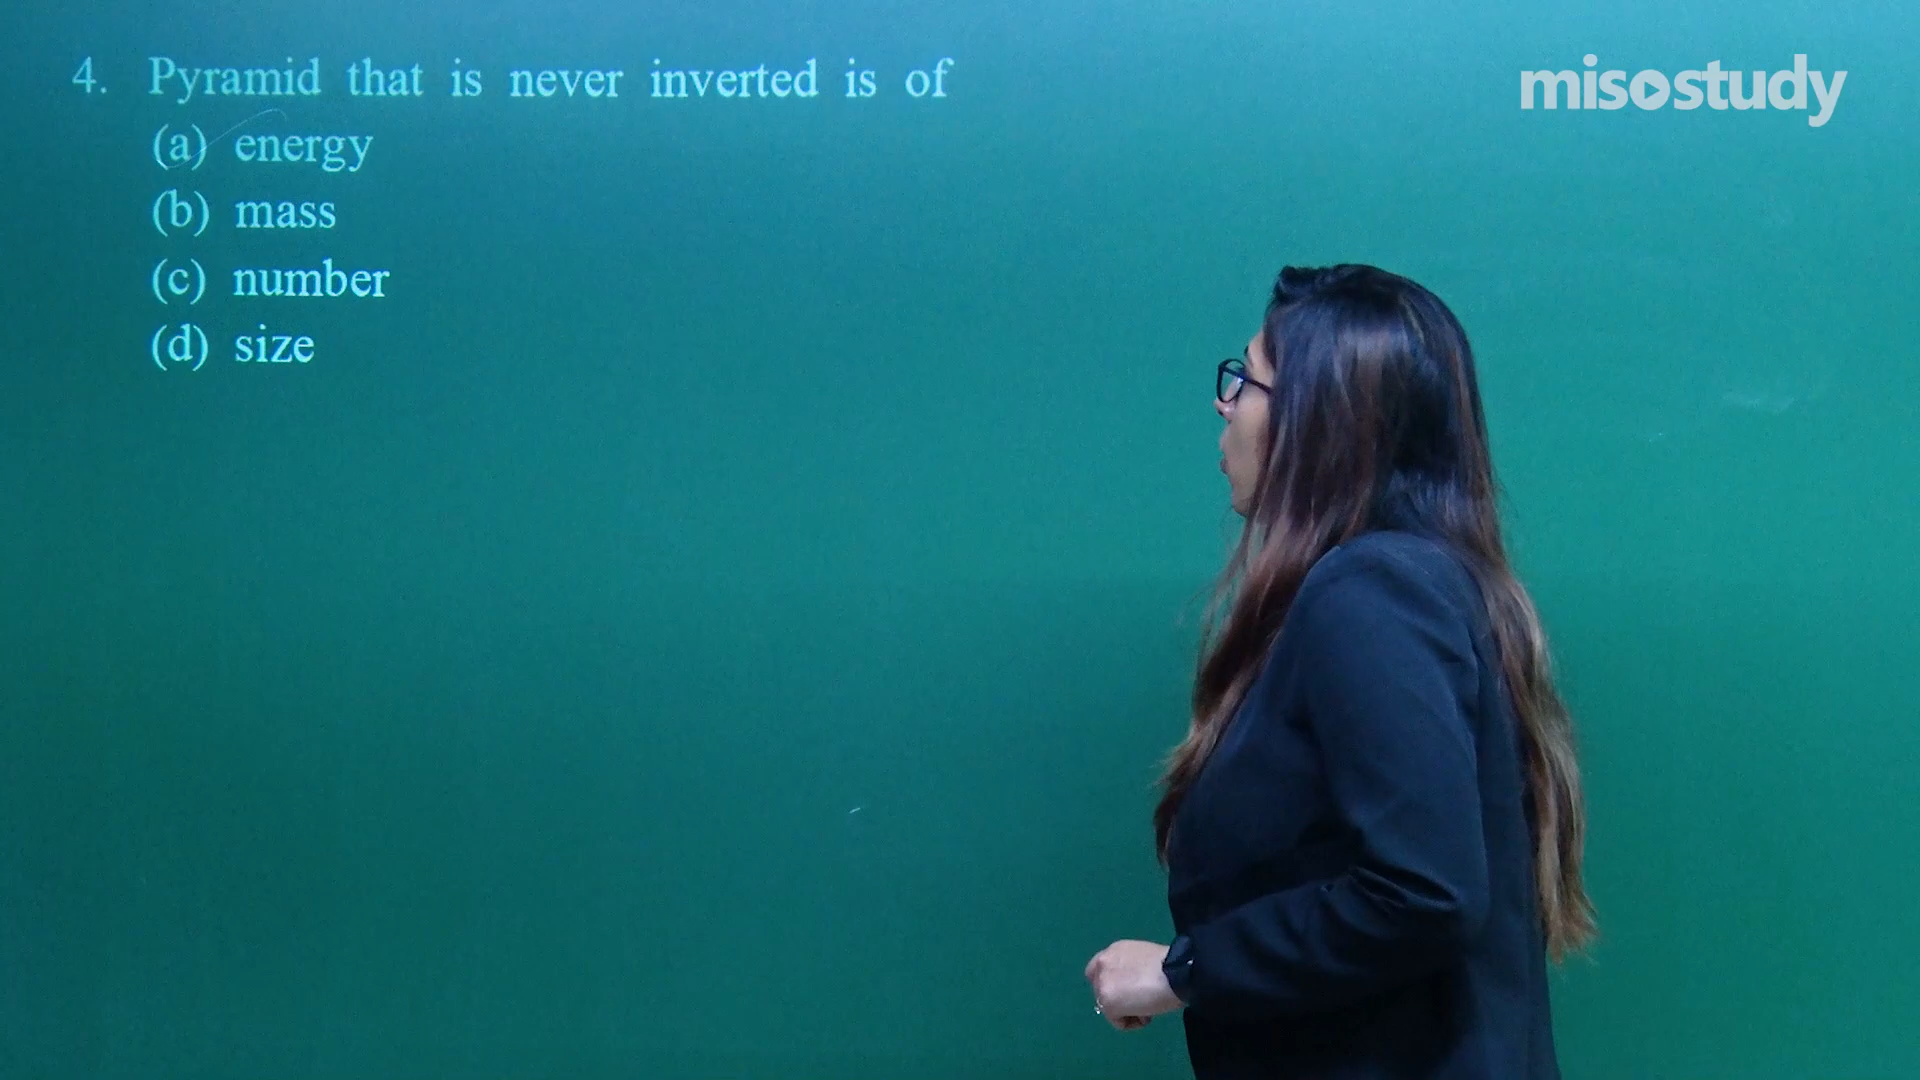 misostudy
4. Pyramid that is never inverted is of
(a) energy
(b) mass
(c) number
(d) size